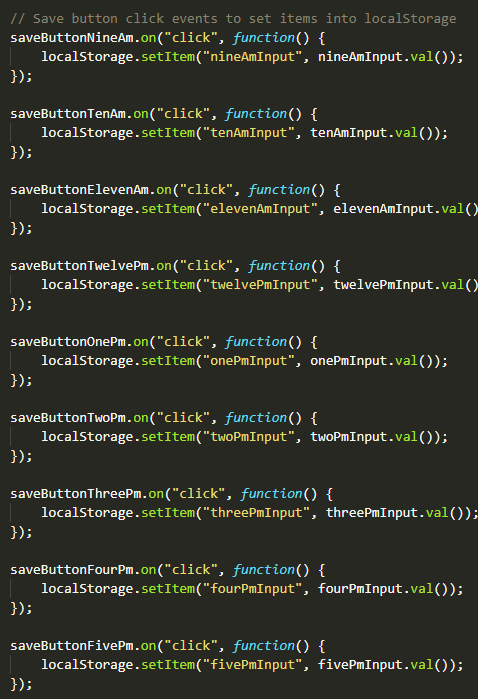 // Save button click events to set items into localStorage
saveButtonNineAm.on("click", function() {
    localStorage.setItem("nineAmInput", nineAmInput.val());
});

saveButtonTenAm.on("click", function() {
    localStorage.setItem("tenAmInput", tenAmInput.val());
});

saveButtonElevenAm.on("click", function() {
    localStorage.setItem("elevenAmInput", elevenAmInput.val()
});

saveButtonTwelvePm.on("click", function() {
    localStorage.setItem("twelvePmInput", twelvePmInput.val()
});

saveButtonOnePm.on("click", function() {
    localStorage.setItem("onePmInput", onePmInput.val());
});

saveButtonTwoPm.on("click", function() {
    localStorage.setItem("twoPmInput", twoPmInput.val());
});

saveButtonThreePm.on("click", function() {
    localStorage.setItem("threePmInput", threePmInput.val());
});

saveButtonFourPm.on("click", function() {
    localStorage.setItem("fourPmInput", fourPmInput.val());
});

saveButtonFivePm.on("click", function() {
    localStorage.setItem("fivePmInput", fivePmInput.val());
});